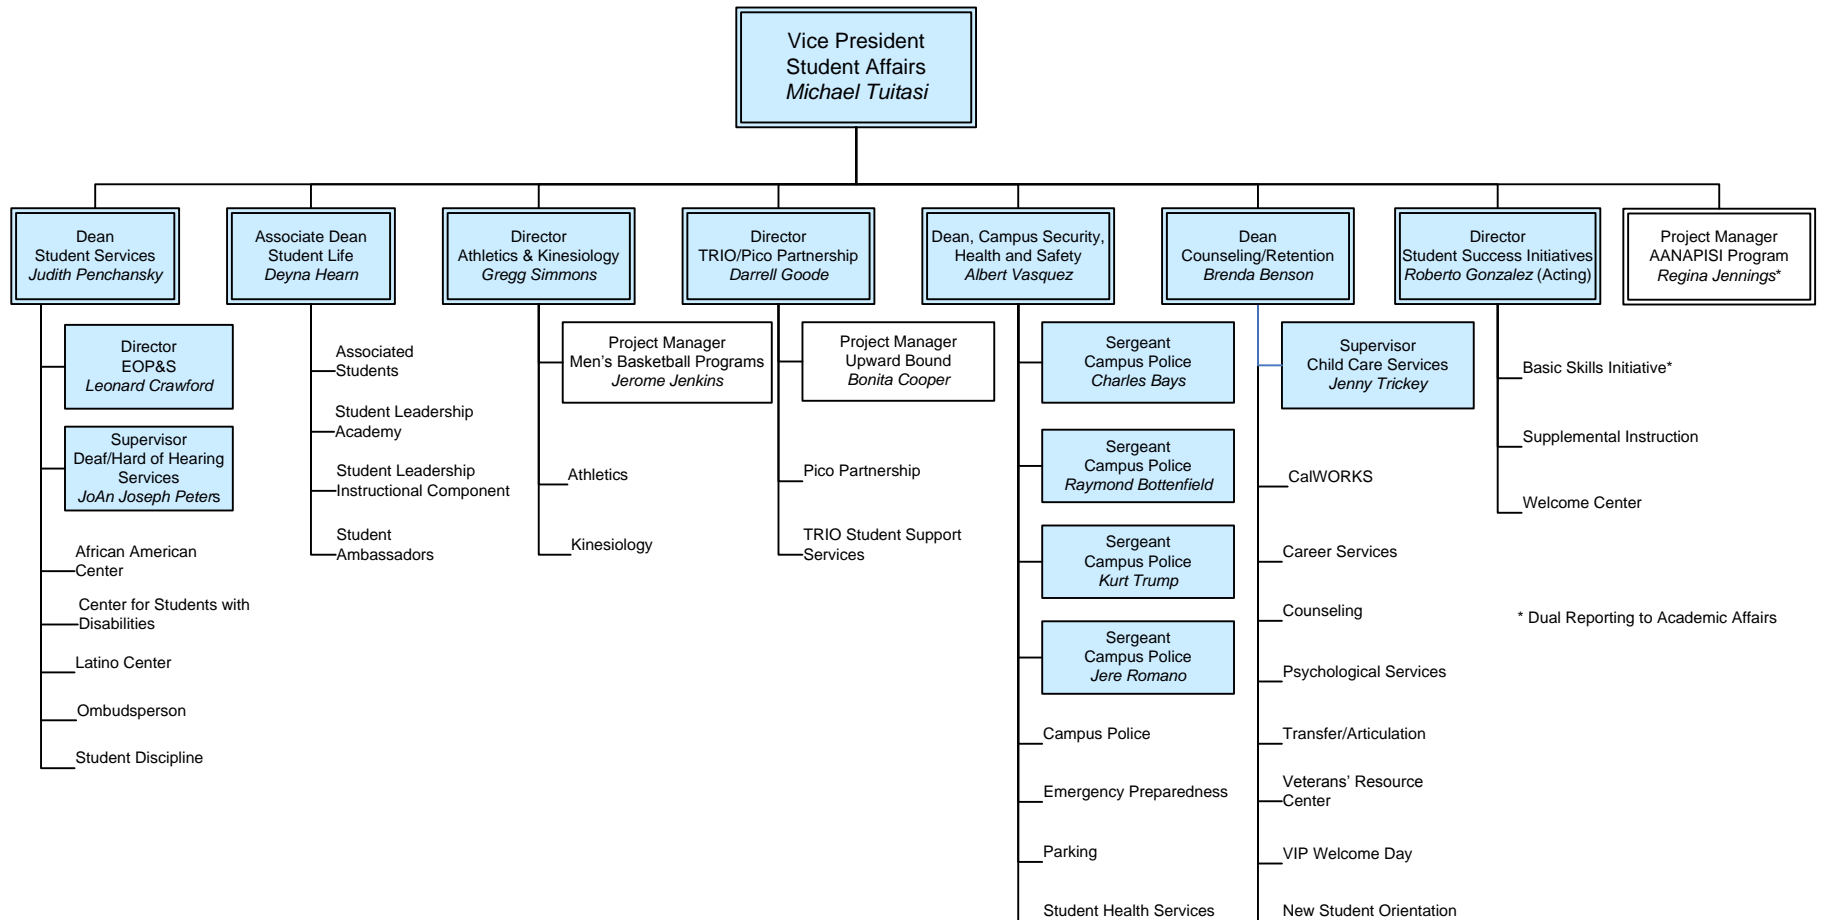 Vice President
Student Affairs
Michael Tuitasi
Dean
Student Services
Judith Penchansky
Associate Dean
Student Life
Deyna Hearn
Director
Athletics & Kinesiology
Gregg Simmons
Director
TRIO/Pico Partnership
Darrell Goode
Dean, Campus Security,
Health and Safety
Albert Vasquez
Dean
Counseling/Retention
Brenda Benson
Director
Student Success Initiatives
Roberto Gonzalez (Acting)
Project Manager
AANAPISI Program
Regina Jennings*
Director
EOP&S
Leonard Crawford
Supervisor
Deaf/Hard of Hearing
Services
JoAn Joseph Peters
African American
Center
Center for Students with
Disabilities
Latino Center
Ombudsperson
Student Discipline
Associated
Students
Student Leadership
Academy
Student Leadership
Instructional Component
Student
Ambassadors
Project Manager
Men's Basketball Programs
Jerome Jenkins
Athletics
Kinesiology
Project Manager
Upward Bound
Bonita Cooper
Pico Partnership
TRIO Student Support
Services
Sergeant
Campus Police
Charles Bays
Sergeant
Campus Police
Raymond Bottenfield
Sergeant
Campus Police
Kurt Trump
Sergeant
Campus Police
Jere Romano
Campus Police
Emergency Preparedness
Parking
Student Health Services
Supervisor
Child Care Services
Jenny Trickey
CalWORKS
Career Services
Counseling
Psychological Services
Transfer/Articulation
Veterans' Resource
Center
VIP Welcome Day
New Student Orientation
Basic Skills Initiative*
Supplemental Instruction
Welcome Center
* Dual Reporting to Academic Affairs